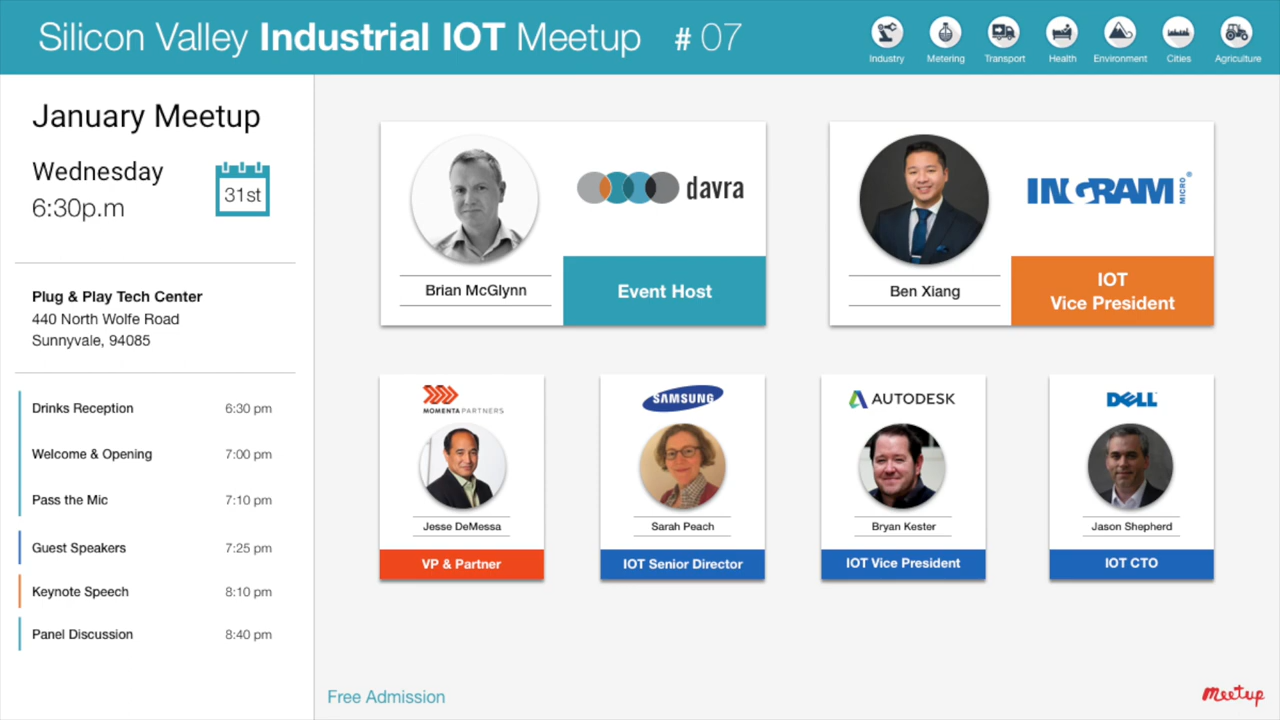 Silicon Valley Industrial IOT Meetup # 07
Industry Metering Transport Health Environment Cities Agriculture
January Meetup
Wednesday
6:30p.m
31st
Plug & Play Tech Center
440 North Wolfe Road
Sunnyvale, 94085
Drinks Reception 6:30 pm
Welcome & Opening 7:00 pm
Pass the Mic 7:10 pm
Guest Speakers 7:25 pm
Keynote Speech 8:10 pm
Panel Discussion 8:40 pm
davra
Brian McGlynn
Event Host
INGRAM MICRO®
Ben Xiang
IOT
Vice President
MOMENTA PARTNERS
Jesse DeMessa
VP & Partner
SAMSUNG
Sarah Peach
IOT Senior Director
AUTODESK
Bryan Kester
IOT Vice President
DELL
Jason Shepherd
IOT CTO
Free Admission
meetup